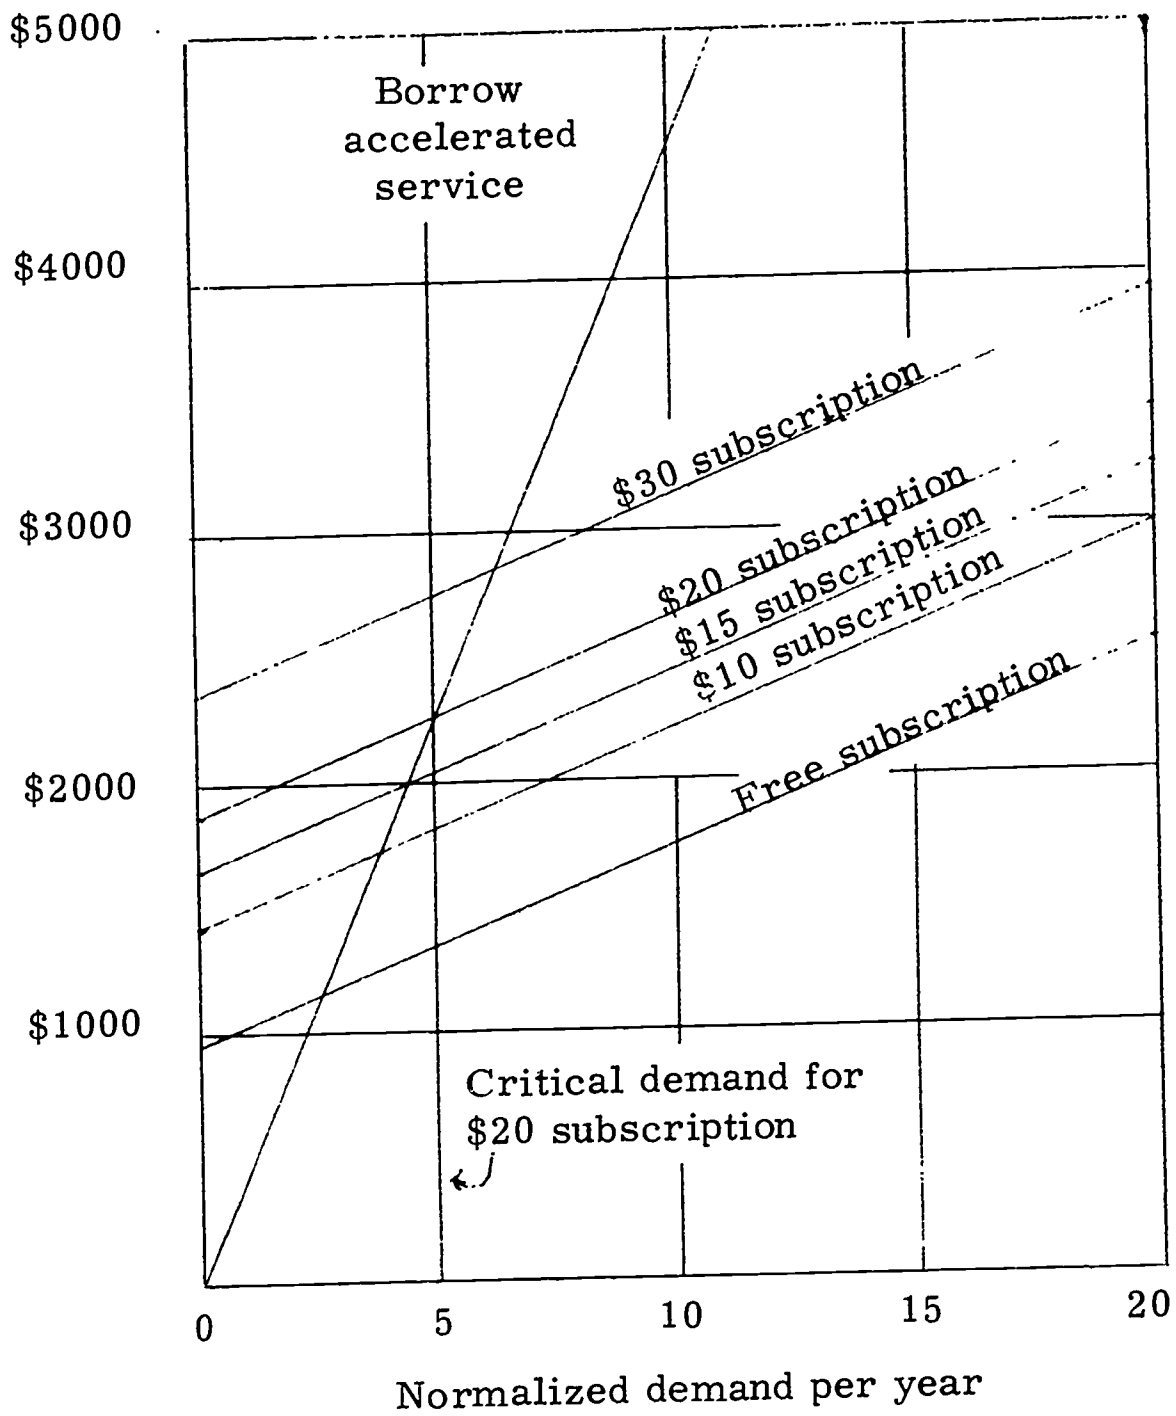 $5000
Borrow
accelerated
service
$4000
$30 subscription
$3000
$20 subscription
$15 subscription
$10 subscription
$2000
Free subscription
$1000
Critical demand for
$20 subscription
0
5
10
15
20
Normalized demand per year